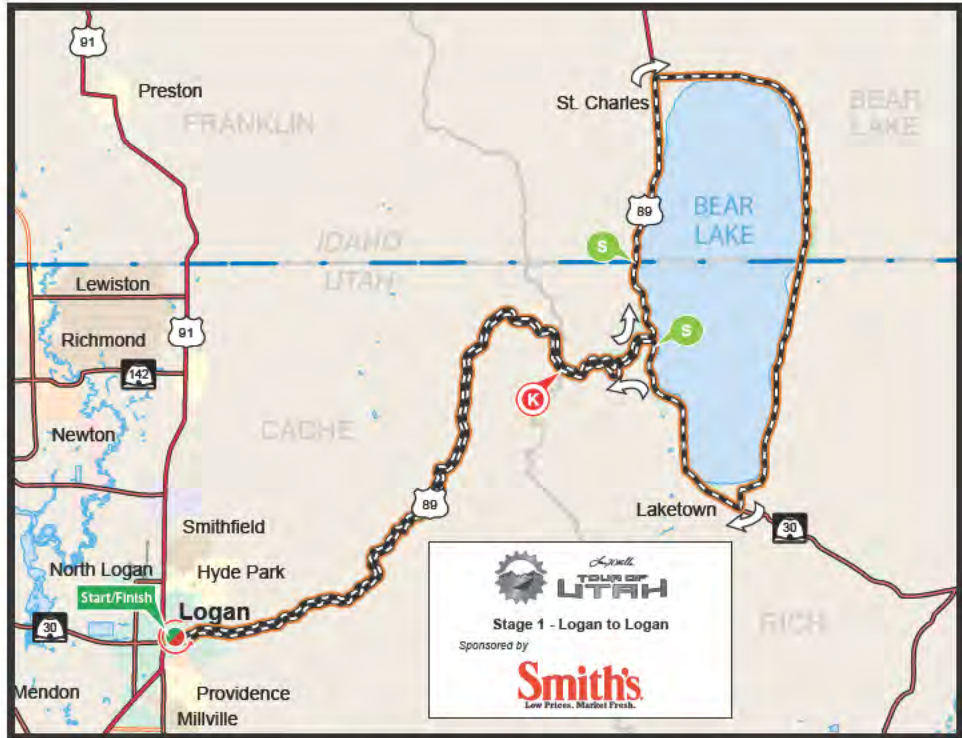 91
Preston
FRANKLIN
St. Charles
BEAR
LAKE
89
BEAR
LAKE
IDAHO
UTAH
S
Lewiston
Richmond
91
142
S
K
Newton
CACHE
89
Laketown
30
Smithfield
North Logan
Hyde Park
Start/Finish
Logan
30
Mendon
Providence
Millville
RICH
Larry H. Miller
TOUR OF
UTAH
Stage 1 - Logan to Logan
Sponsored by
Smith's
Low Prices. Market Fresh.